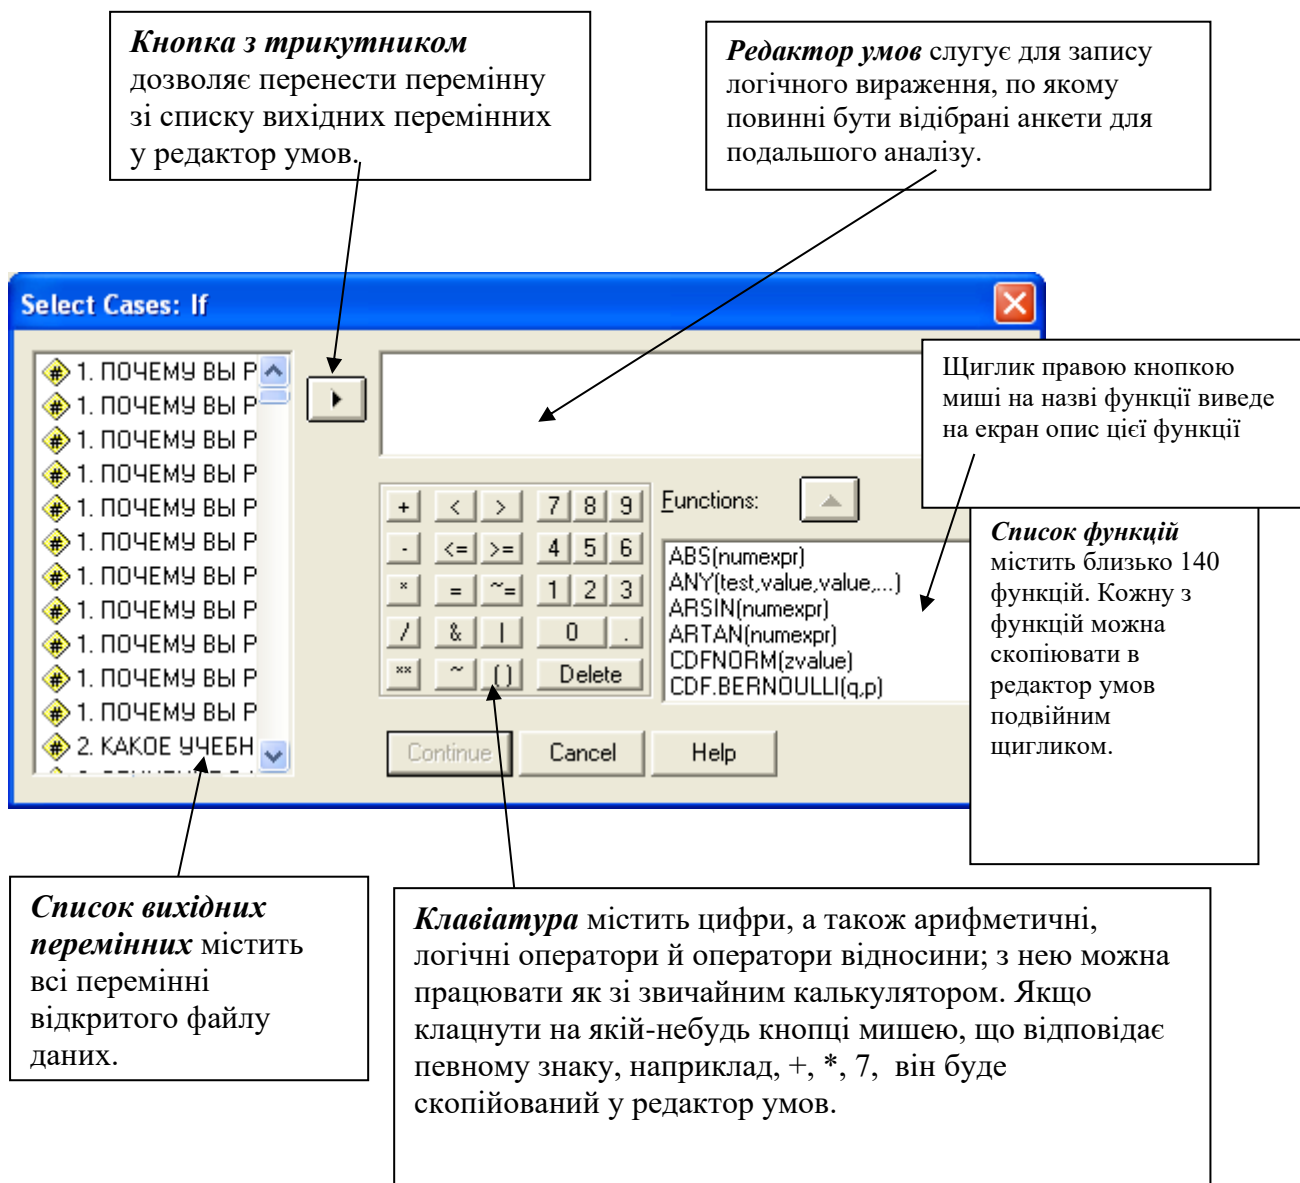 Кнопка з трикутником
дозволяє перенести перемінну
зі списку вихідних перемінних
у редактор умов.
Редактор умов слугує для запису
логічного вираження, по якому
повинні бути відібрані анкети для
подальшого аналізу.
Select Cases: If
1. ПОЧЕМУ ВЫ Р
1. ПОЧЕМУ ВЫ Р
1. ПОЧЕМУ ВЫ Р
1. ПОЧЕМУ ВЫ Р
1. ПОЧЕМУ ВЫ Р
1. ПОЧЕМУ ВЫ Р
1. ПОЧЕМУ ВЫ Р
1. ПОЧЕМУ ВЫ Р
1. ПОЧЕМУ ВЫ Р
1. ПОЧЕМУ ВЫ Р
1. ПОЧЕМУ ВЫ Р
2. КАКОЕ УЧЕБН
Щиглик правою кнопкою
миші на назві функції виведе
на екран опис цієї функції
+ < > 7 8 9
- <= >= 4 5 6
* = ~= 1 2 3
/ & | 0 .
** ~ () Delete
Functions:
ABS(numexpr)
ANY(test,value,value,...)
ARSIN(numexpr)
ARTAN(numexpr)
CDFNORM(zvalue)
CDF.BERNOULLI(q,p)
Continue Cancel Help
Список функцій
містить близько 140
функцій. Кожну з
функцій можна
скопіювати в
редактор умов
подвійним
щигликом.
Список вихідних
перемінних містить
всі перемінні
відкритого файлу
даних.
Клавіатура містить цифри, а також арифметичні,
логічні оператори й оператори відносини; з нею можна
працювати як зі звичайним калькулятором. Якщо
клацнути на якій-небудь кнопці мишею, що відповідає
певному знаку, наприклад, +, *, 7, він буде
скопійований у редактор умов.